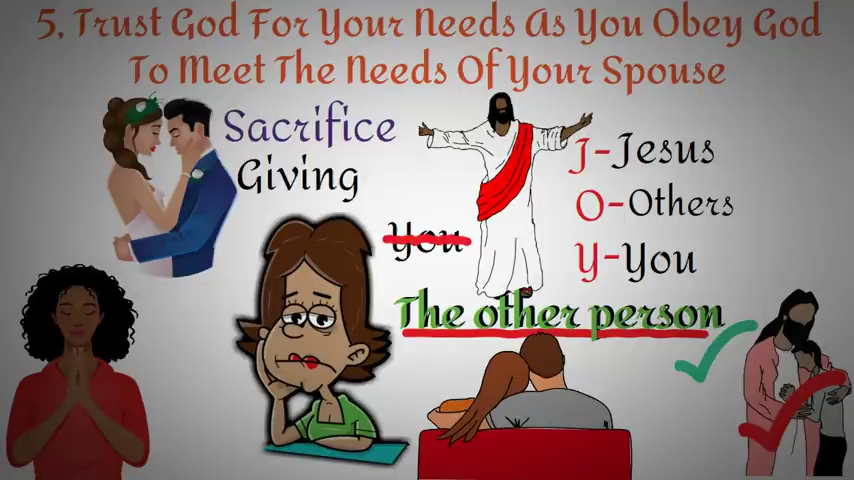 5, Trust God For Your Needs As You Obey God
To Meet The Needs Of Your Spouse
Sacrifice
Giving
J-Jesus
O-Others
Y-You
You
The other person